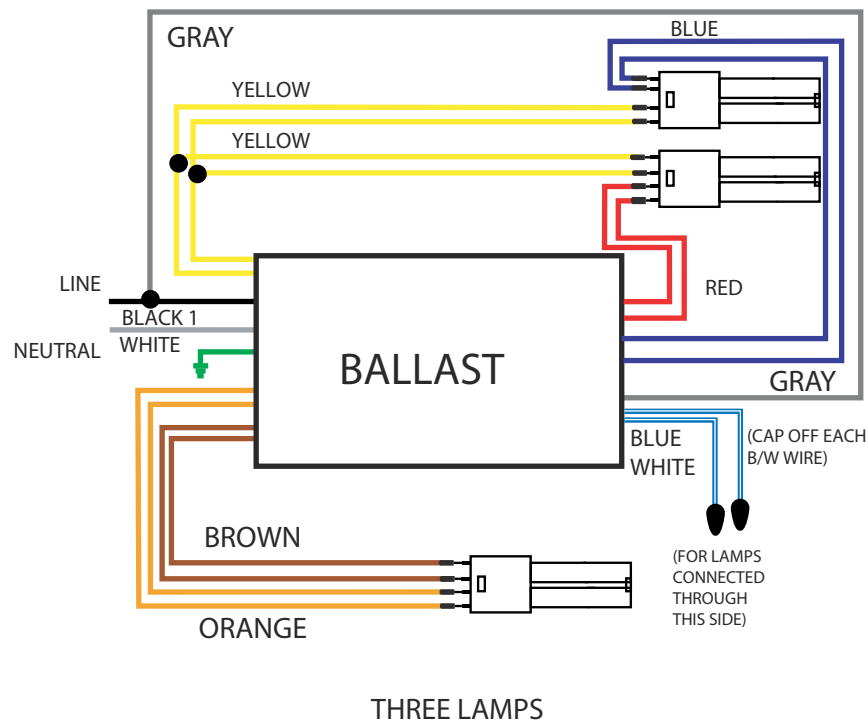 GRAY
BLUE
YELLOW
YELLOW
LINE
BLACK 1
WHITE
NEUTRAL
RED
BALLAST
GRAY
BLUE
WHITE
(CAP OFF EACH
B/W WIRE)
BROWN
(FOR LAMPS
CONNECTED
THROUGH
THIS SIDE)
ORANGE
THREE LAMPS